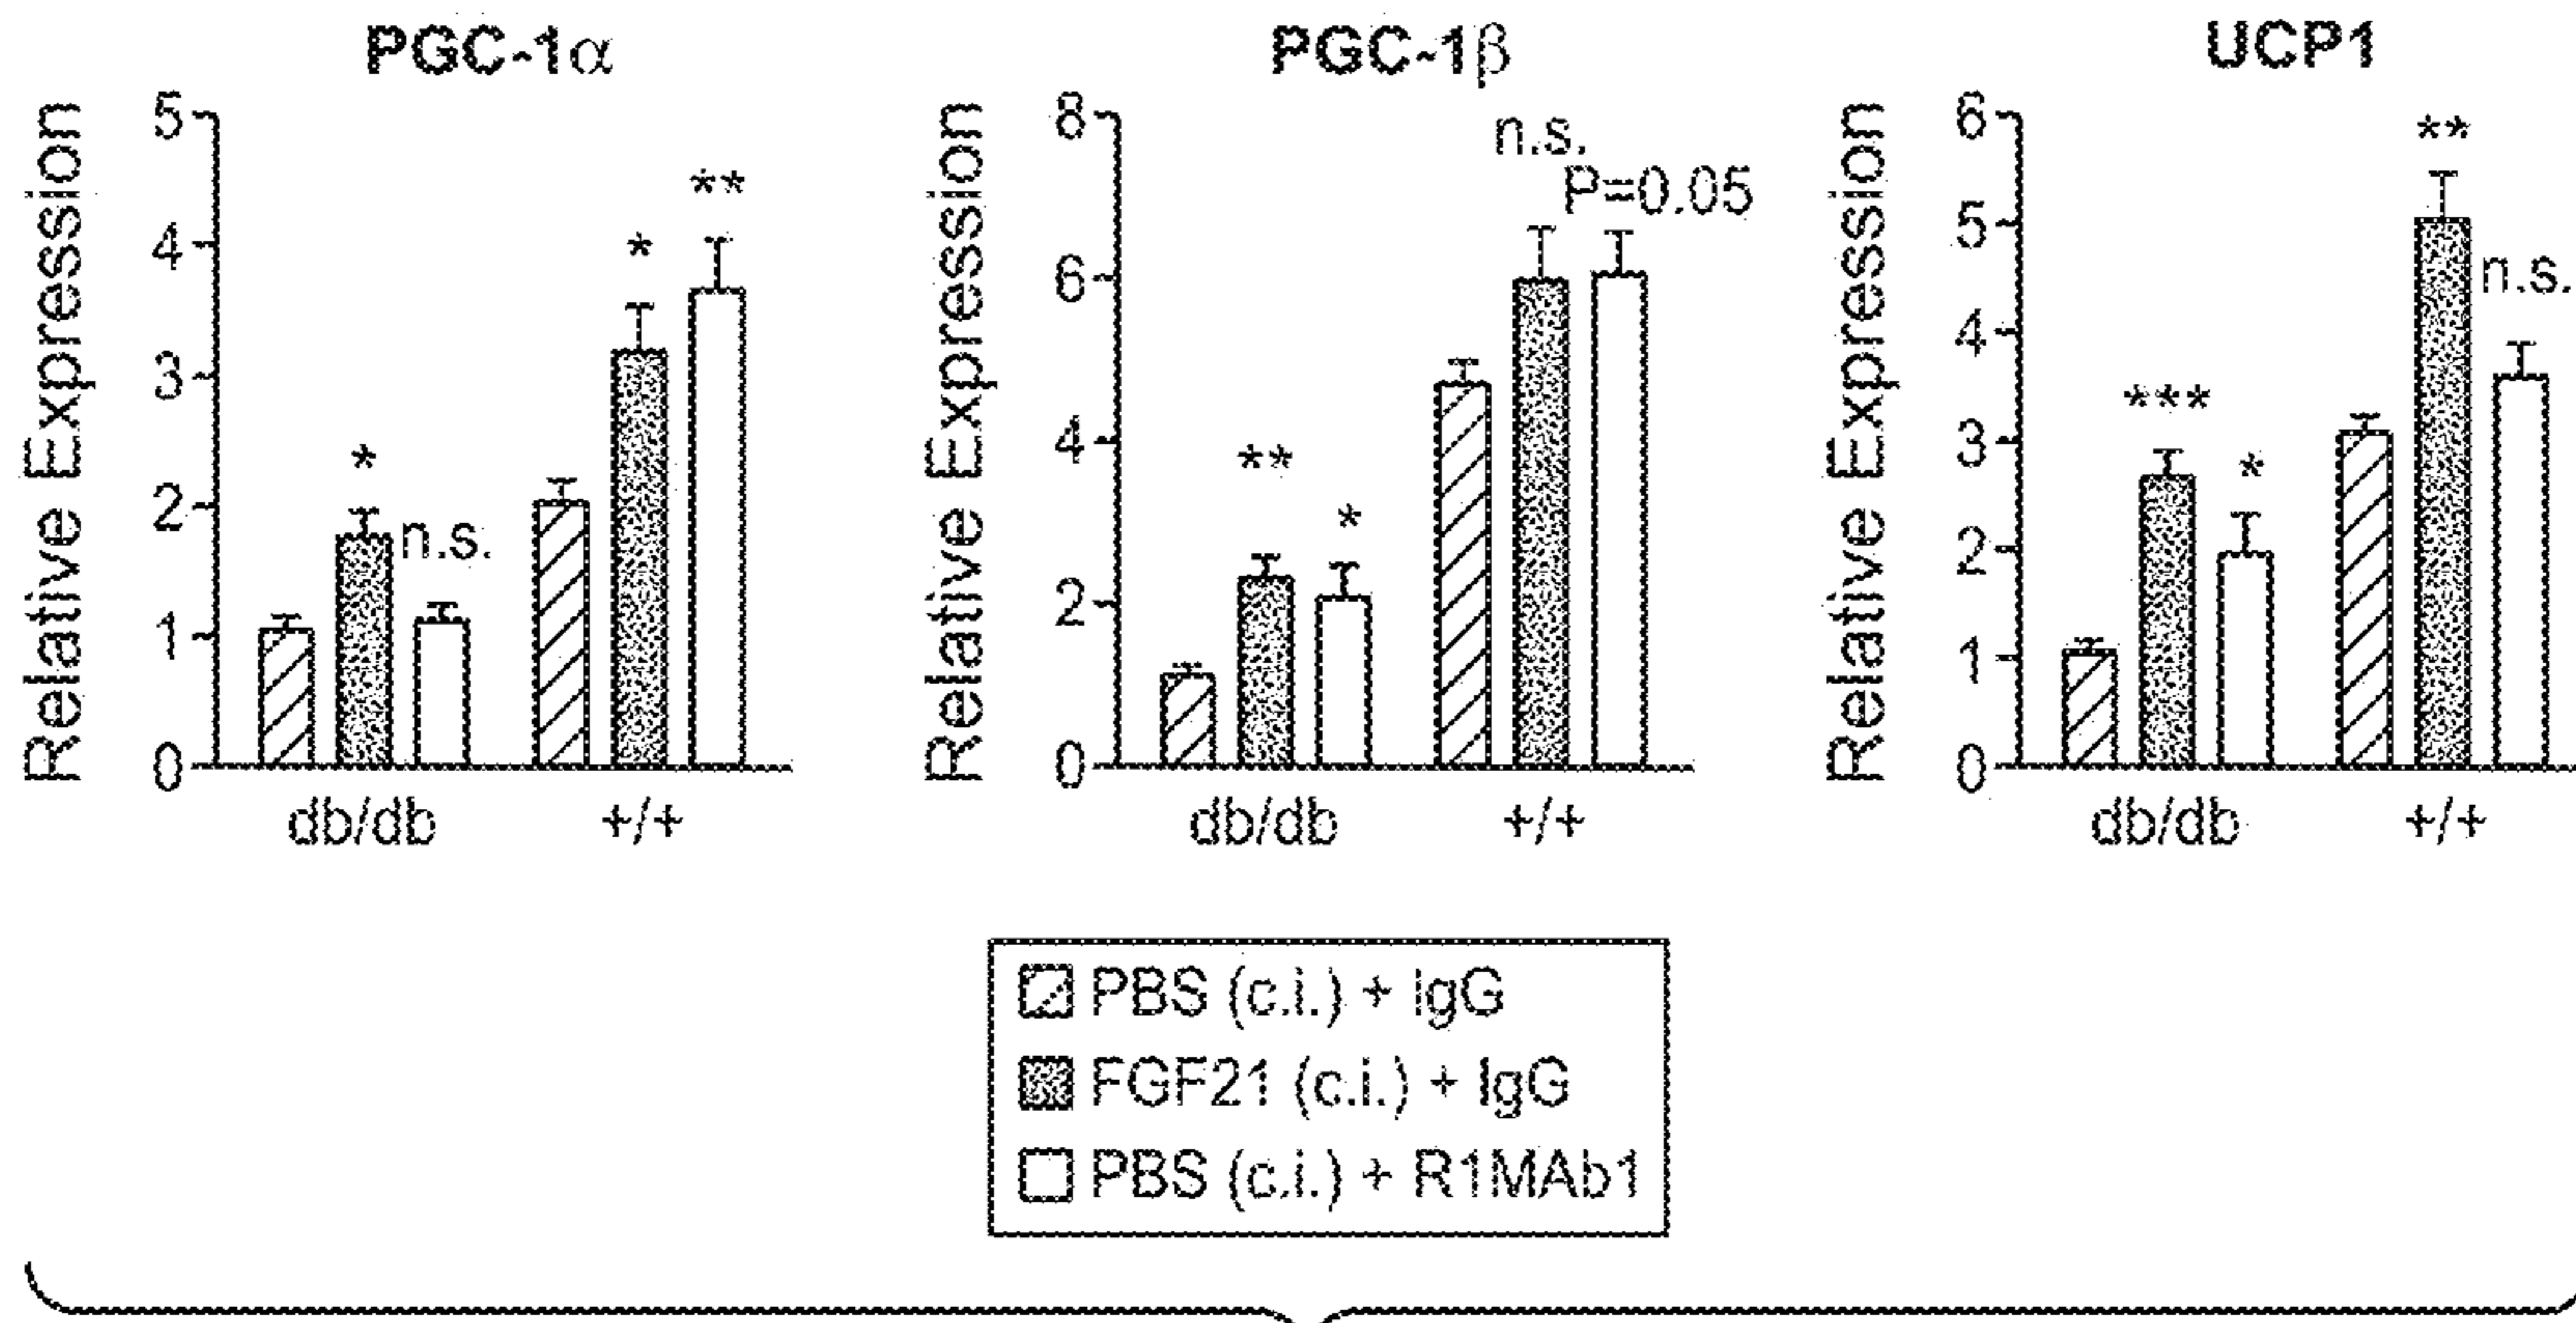 PGC-1α
Relative Expression
5
4
3
2
1
0
*
n.s.
*
**
db/db
+/+
PGC-1β
Relative Expression
8
6
4
2
0
**
*
n.s.
P=0.05
db/db
+/+
UCP1
Relative Expression
6
5
4
3
2
1
0
***
*
**
n.s.
db/db
+/+
PBS (c.i.) + IgG
FGF21 (c.i.) + IgG
PBS (c.i.) + R1MAb1